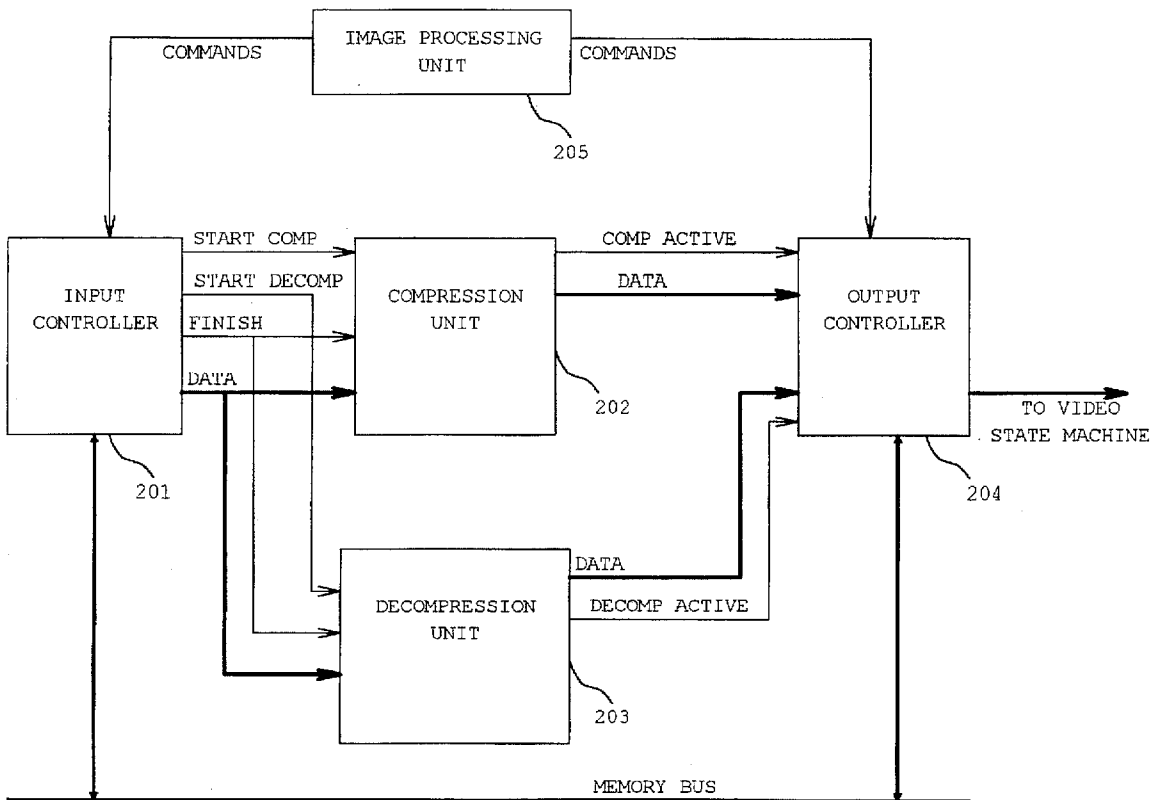 IMAGE PROCESSING
UNIT
COMMANDS
COMMANDS
205
START COMP
START DECOMP
FINISH
DATA
INPUT
CONTROLLER
201
COMPRESSION
UNIT
202
COMP ACTIVE
DATA
OUTPUT
CONTROLLER
204
TO VIDEO
STATE MACHINE
DECOMPRESSION
UNIT
203
DATA
DECOMP ACTIVE
MEMORY BUS